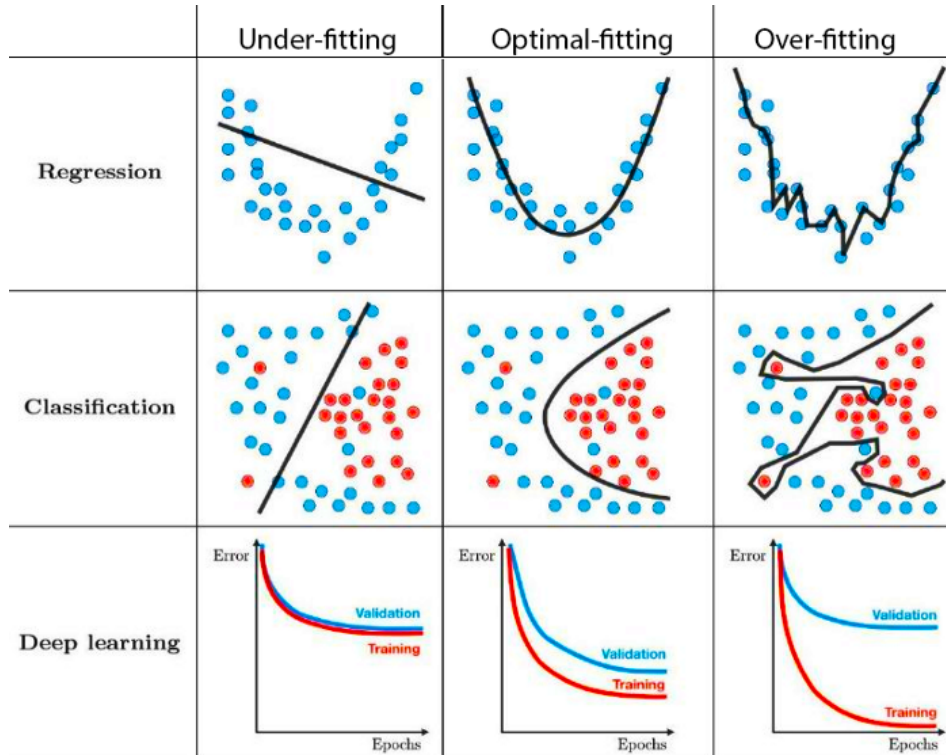 Under-fitting
Optimal-fitting
Over-fitting
Regression
Classification
Deep learning
Error
Validation
Training
Epochs
Error
Validation
Training
Epochs
Error
Validation
Training
Epochs